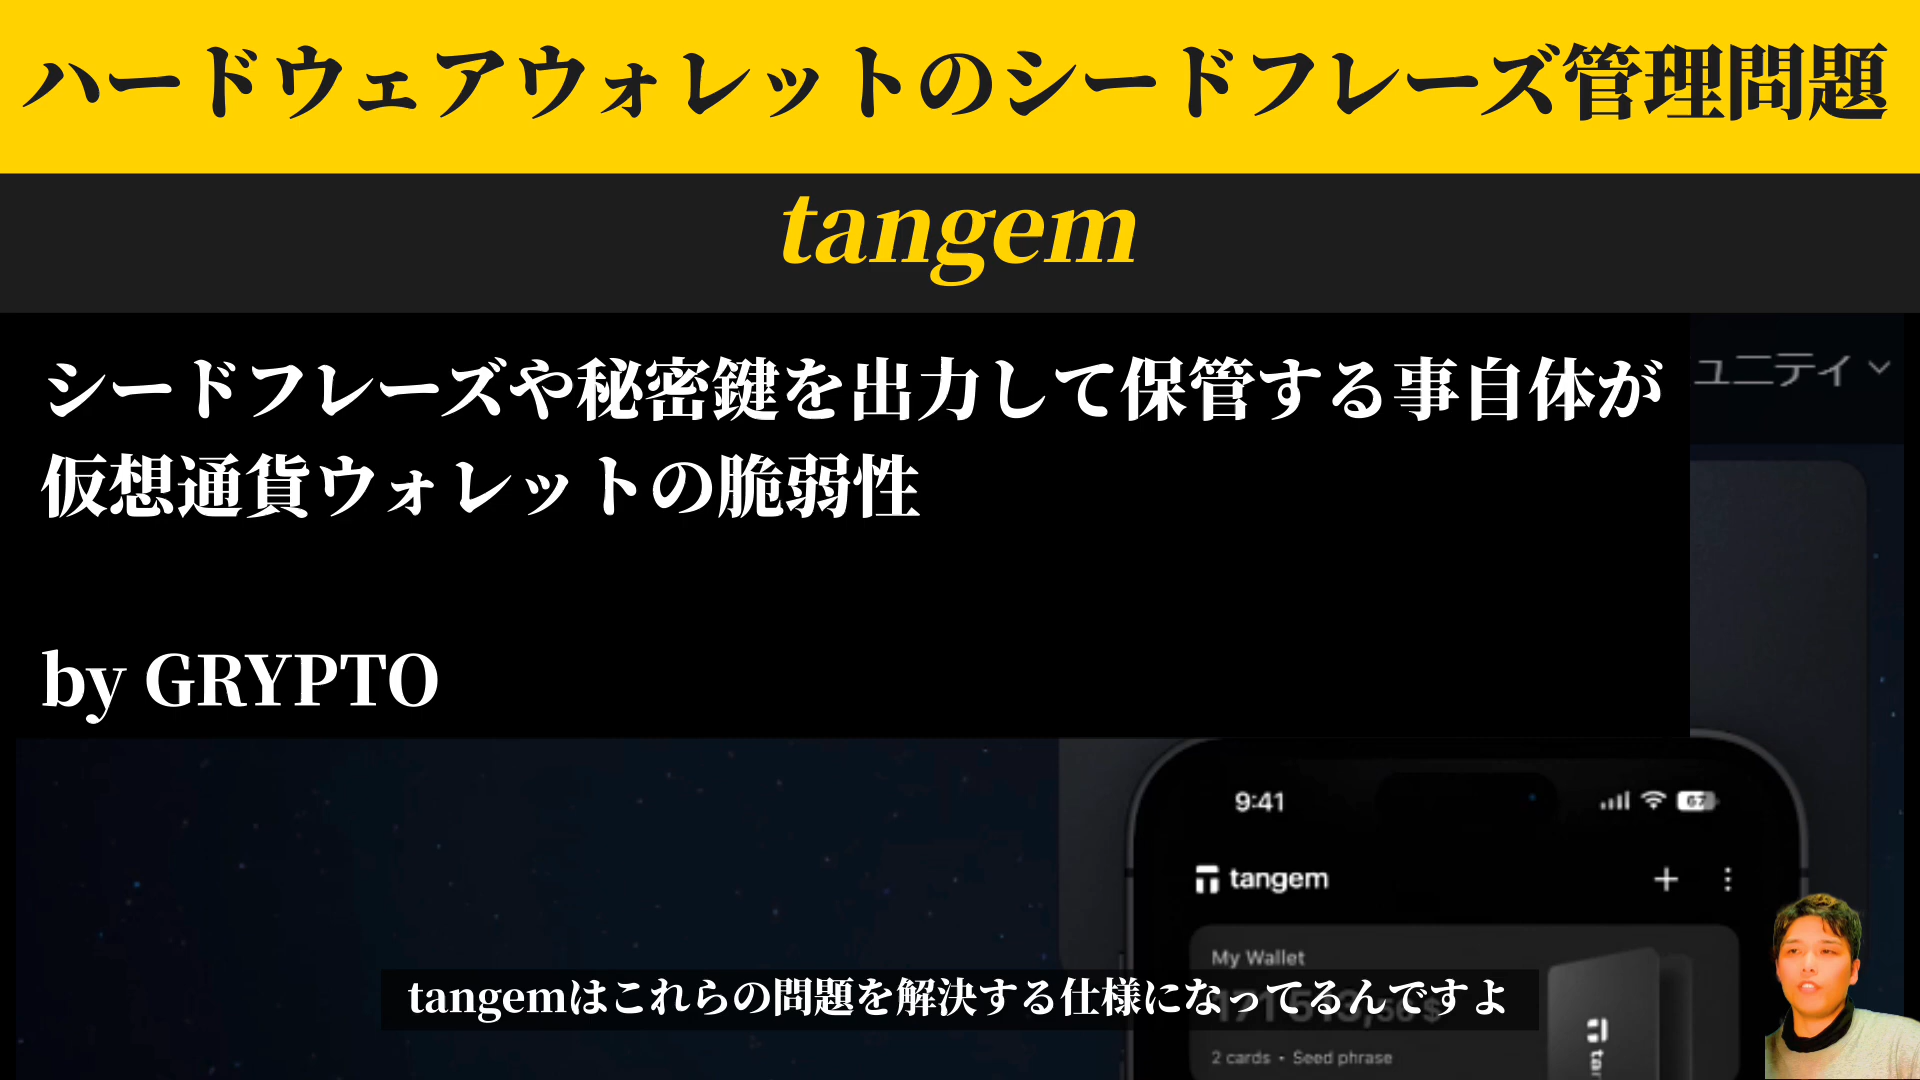 ハードウェアウォレットのシードフレーズ管理問題
tangem
シードフレーズや秘密鍵を出力して保管する事自体が
仮想通貨ウォレットの脆弱性
by GRYPTO
ュニティ
9:41
67
tangem
My Wallet
tangemはこれらの問題を解決する仕様になってるんですよ
2 cards • Seed phrase
tar